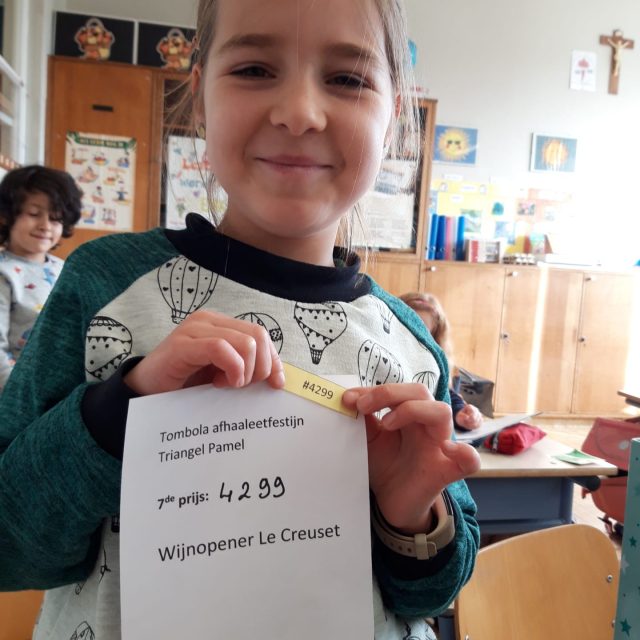 #4299
Tombola afhaaleetfestijn
Triangel Pamel
7de prijs: 4299
Wijnopener Le Creuset